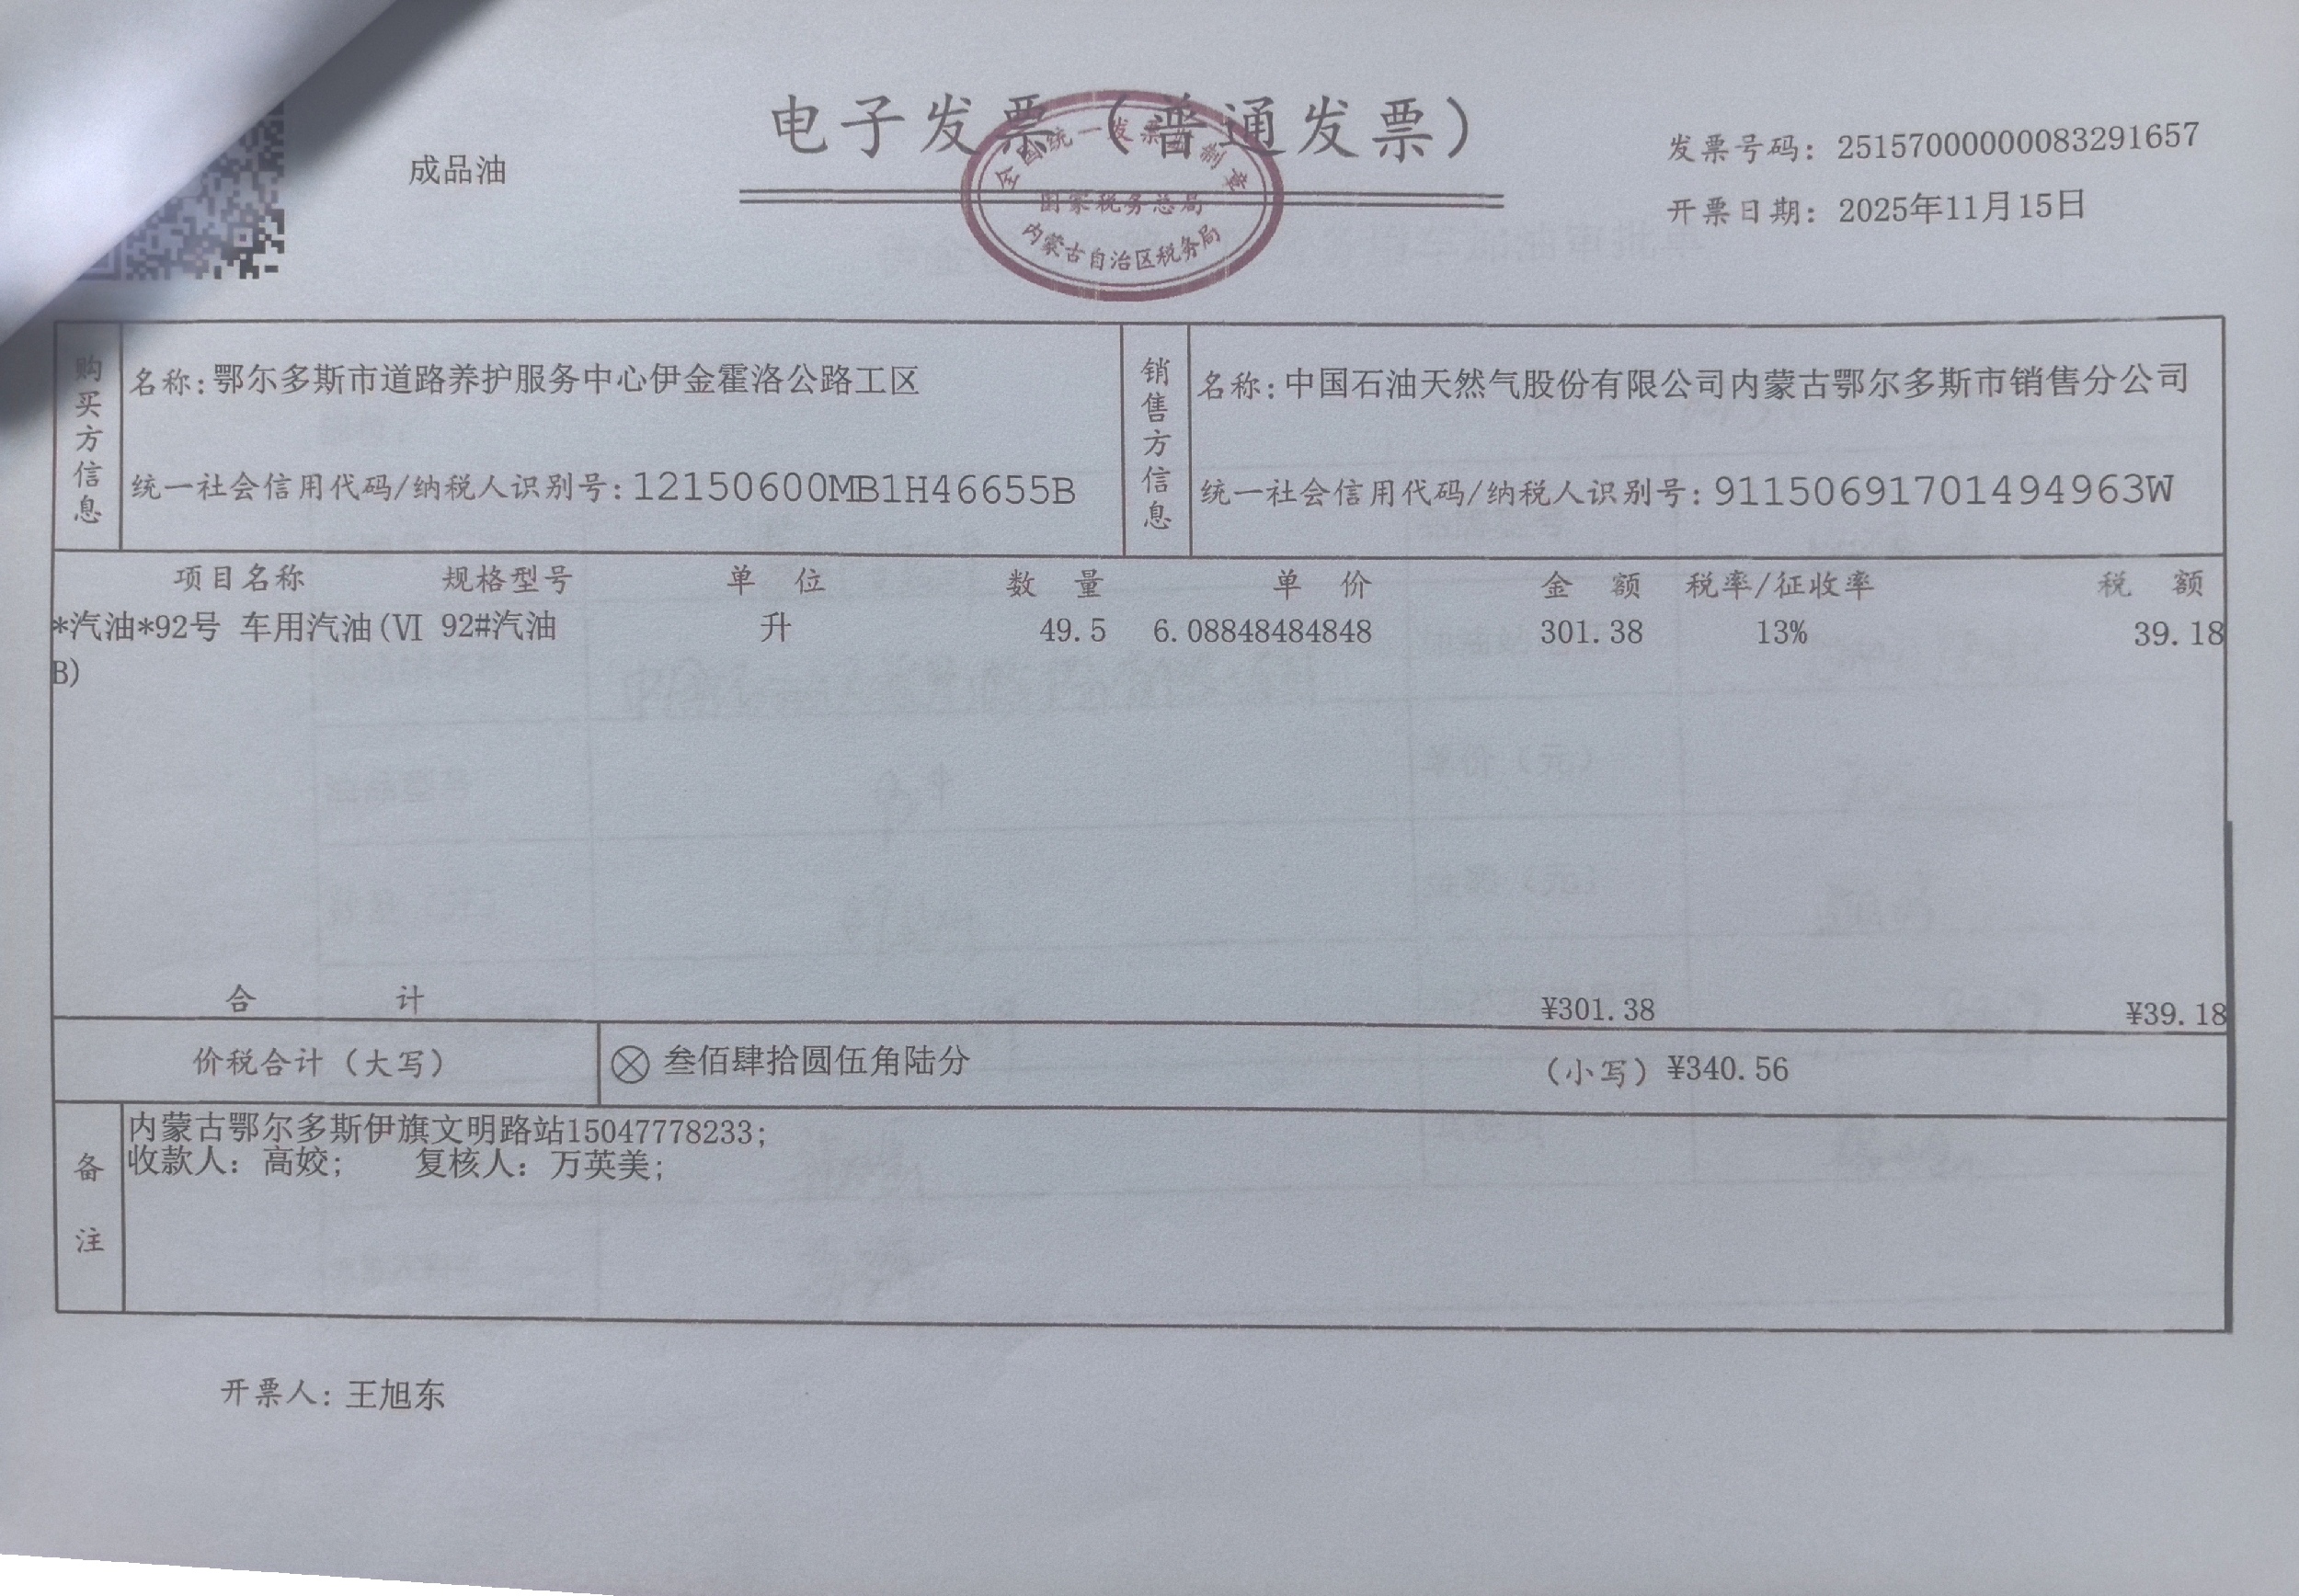 电子发票（普通发票）
成品油
全国统一发票监制章
国家税务总局
内蒙古自治区税务局
发票号码：25157000000083291657
开票日期：2025年11月15日
购买方信息
名称：鄂尔多斯市道路养护服务中心伊金霍洛公路工区
统一社会信用代码/纳税人识别号：12150600MB1H46655B
销售方信息
名称：中国石油天然气股份有限公司内蒙古鄂尔多斯市销售分公司
统一社会信用代码/纳税人识别号：91150691701494963W
项目名称 规格型号 单位 数量 单价 金额 税率/征收率 税额
*汽油*92号 车用汽油(Ⅵ 92#汽油 升 49.5 6.08848484848 301.38 13% 39.18
B)
合计 ¥301.38 ¥39.18
价税合计（大写） ⊗ 叁佰肆拾圆伍角陆分 （小写）¥340.56
备注
内蒙古鄂尔多斯伊旗文明路站15047778233;
收款人：高姣; 复核人：万英美;
开票人：王旭东